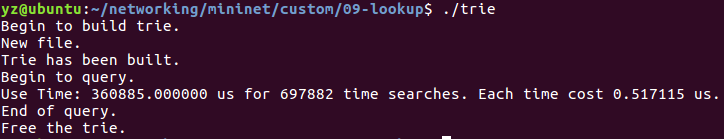 yz@ubuntu:~/networking/mininet/custom/09-lookup$ ./trie
Begin to build trie.
New file.
Trie has been built.
Begin to query.
Use Time: 360885.000000 us for 697882 time searches. Each time cost 0.517115 us.
End of query.
Free the trie.